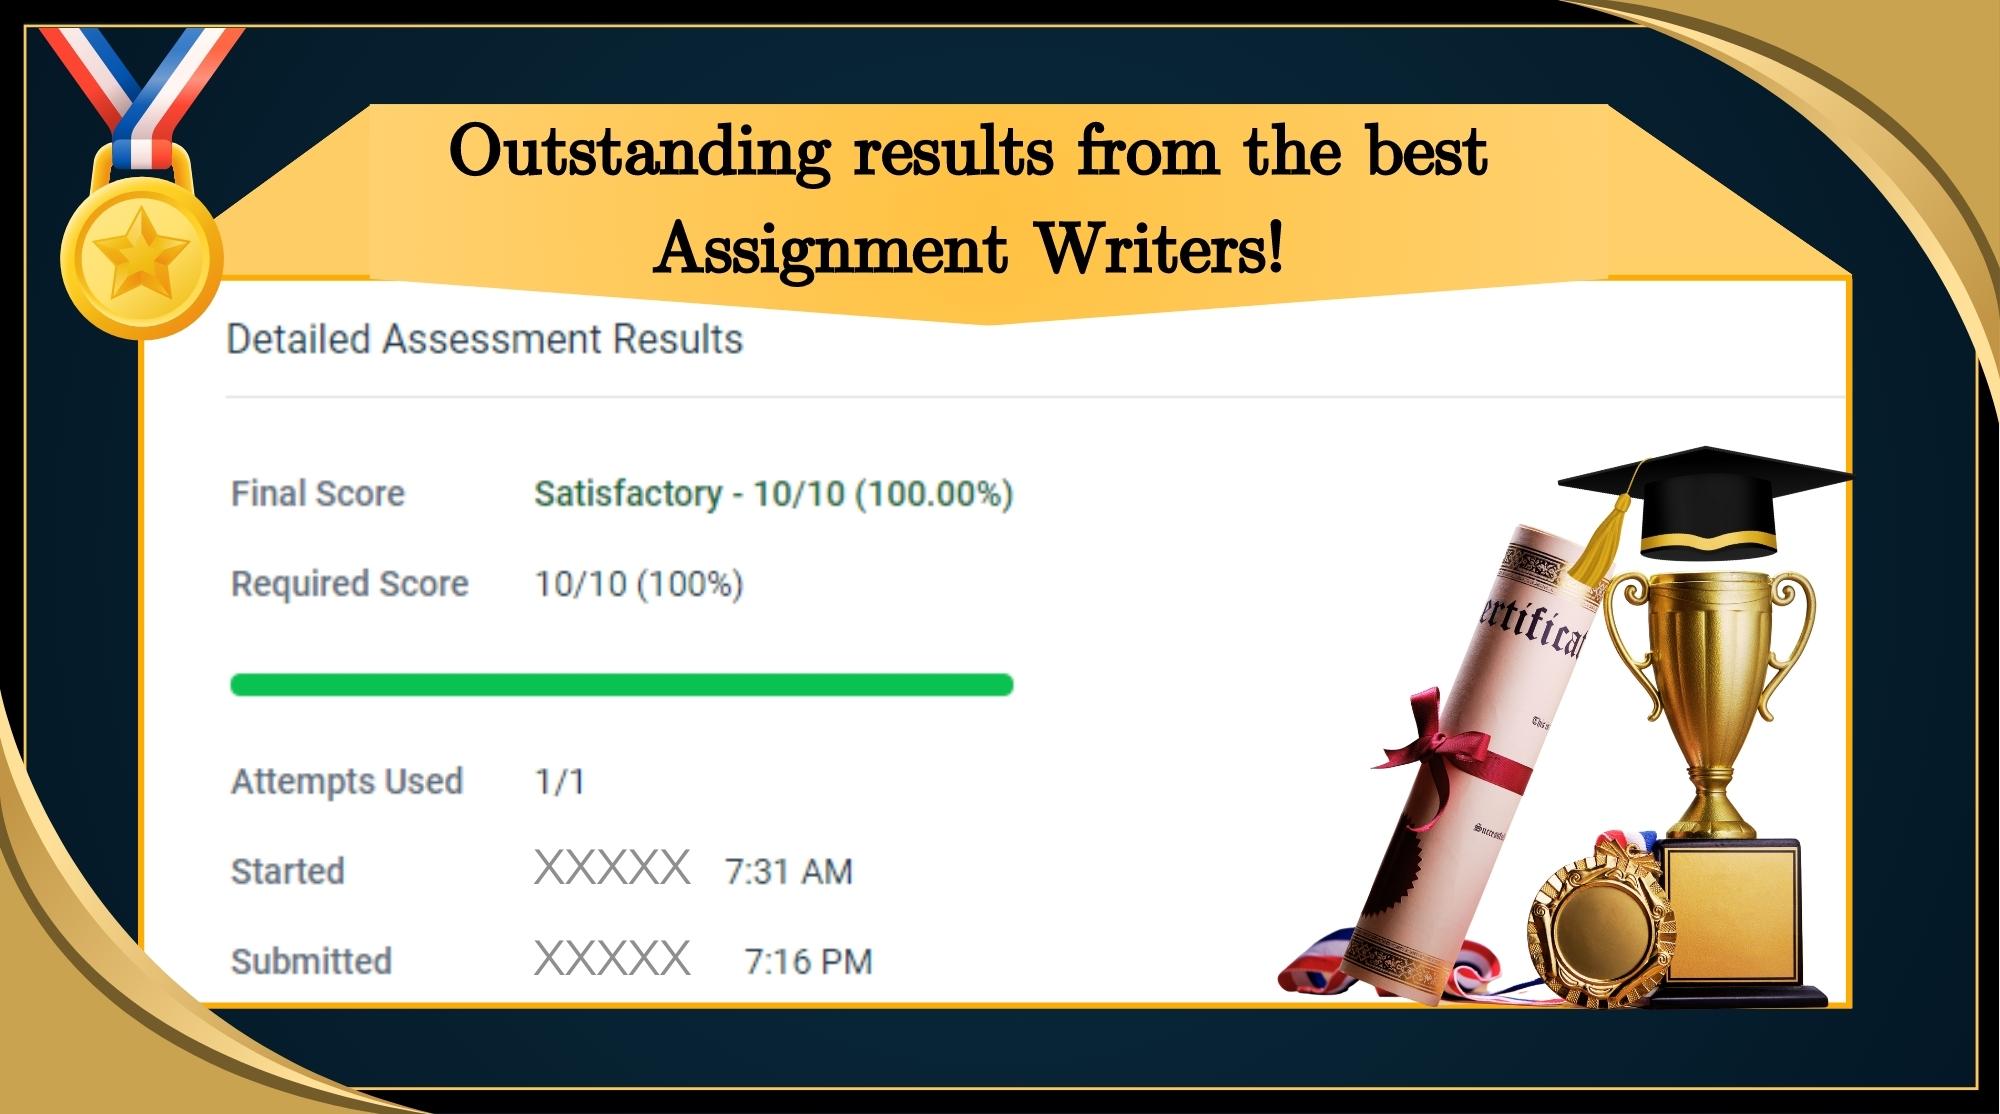 Outstanding results from the best
Assignment Writers!
Detailed Assessment Results
Final Score Satisfactory - 10/10 (100.00%)
Required Score 10/10 (100%)
ertificat
This
Attempts Used 1/1
Started XXXXX 7:31 AM
Submitted XXXXX 7:16 PM